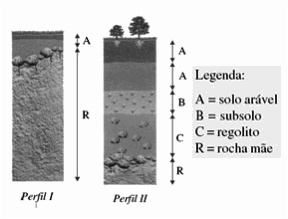 A
R
A
A
B
C
R
Legenda:
A = solo arável
B = subsolo
C = regolito
R = rocha mãe
Perfil I
Perfil II